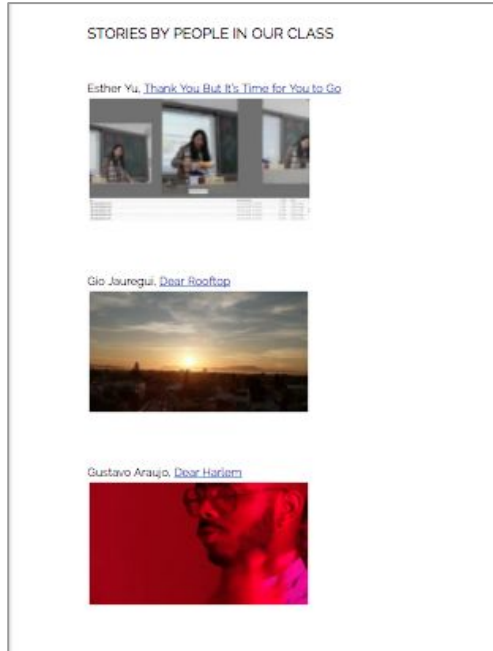 STORIES BY PEOPLE IN OUR CLASS
Esther Yu, Thank You But It's Time for You to Go
Gio Jauregui, Dear Rooftop
Gustavo Araujo, Dear Harlem